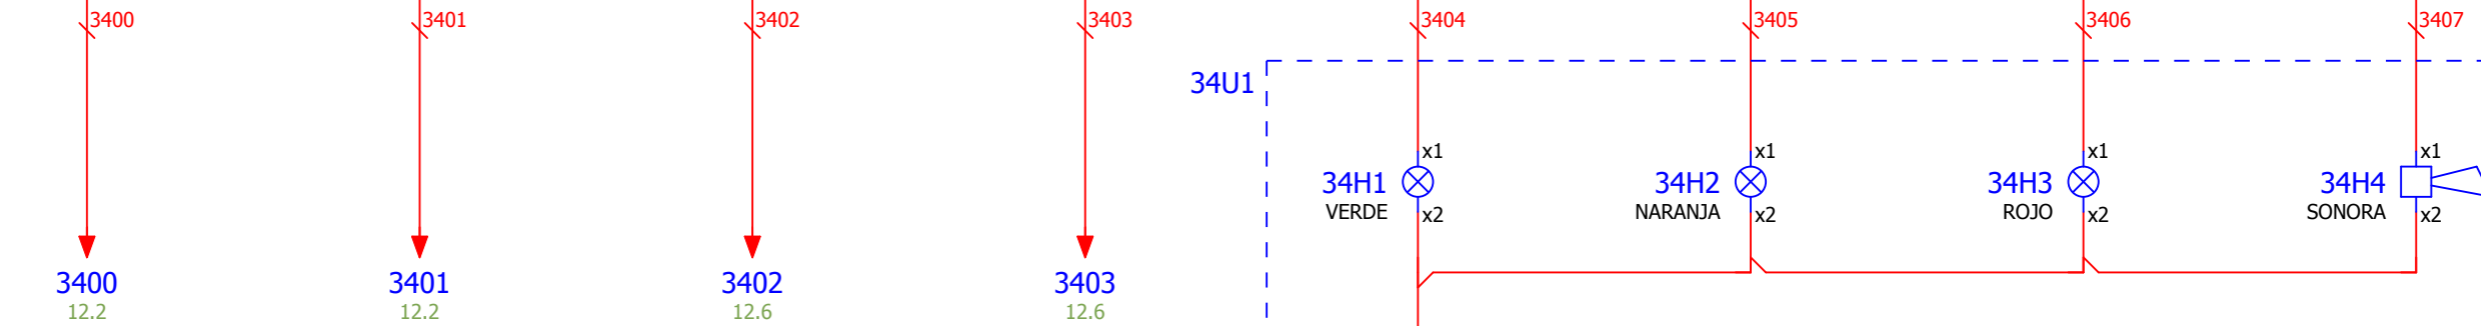 3400 3401 3402 3403 3404 3405 3406 3407
34U1
x1 x1 x1 x1
34H1 34H2 34H3 34H4
VERDE NARANJA ROJO SONORA
x2 x2 x2 x2
3400 3401 3402 3403
12.2 12.2 12.6 12.6